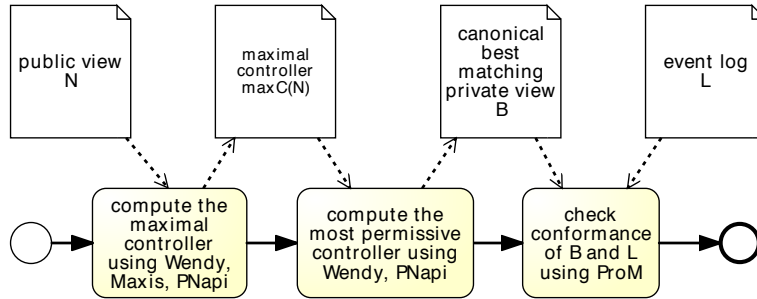 public view
N
maximal
controller
maxC(N)
canonical
best
matching
private view
B
event log
L
compute the
maximal
controller
using Wendy,
Maxis, PNapi
compute the
most permissive
controller using
Wendy, PNapi
check
conformance
of B and L
using ProM